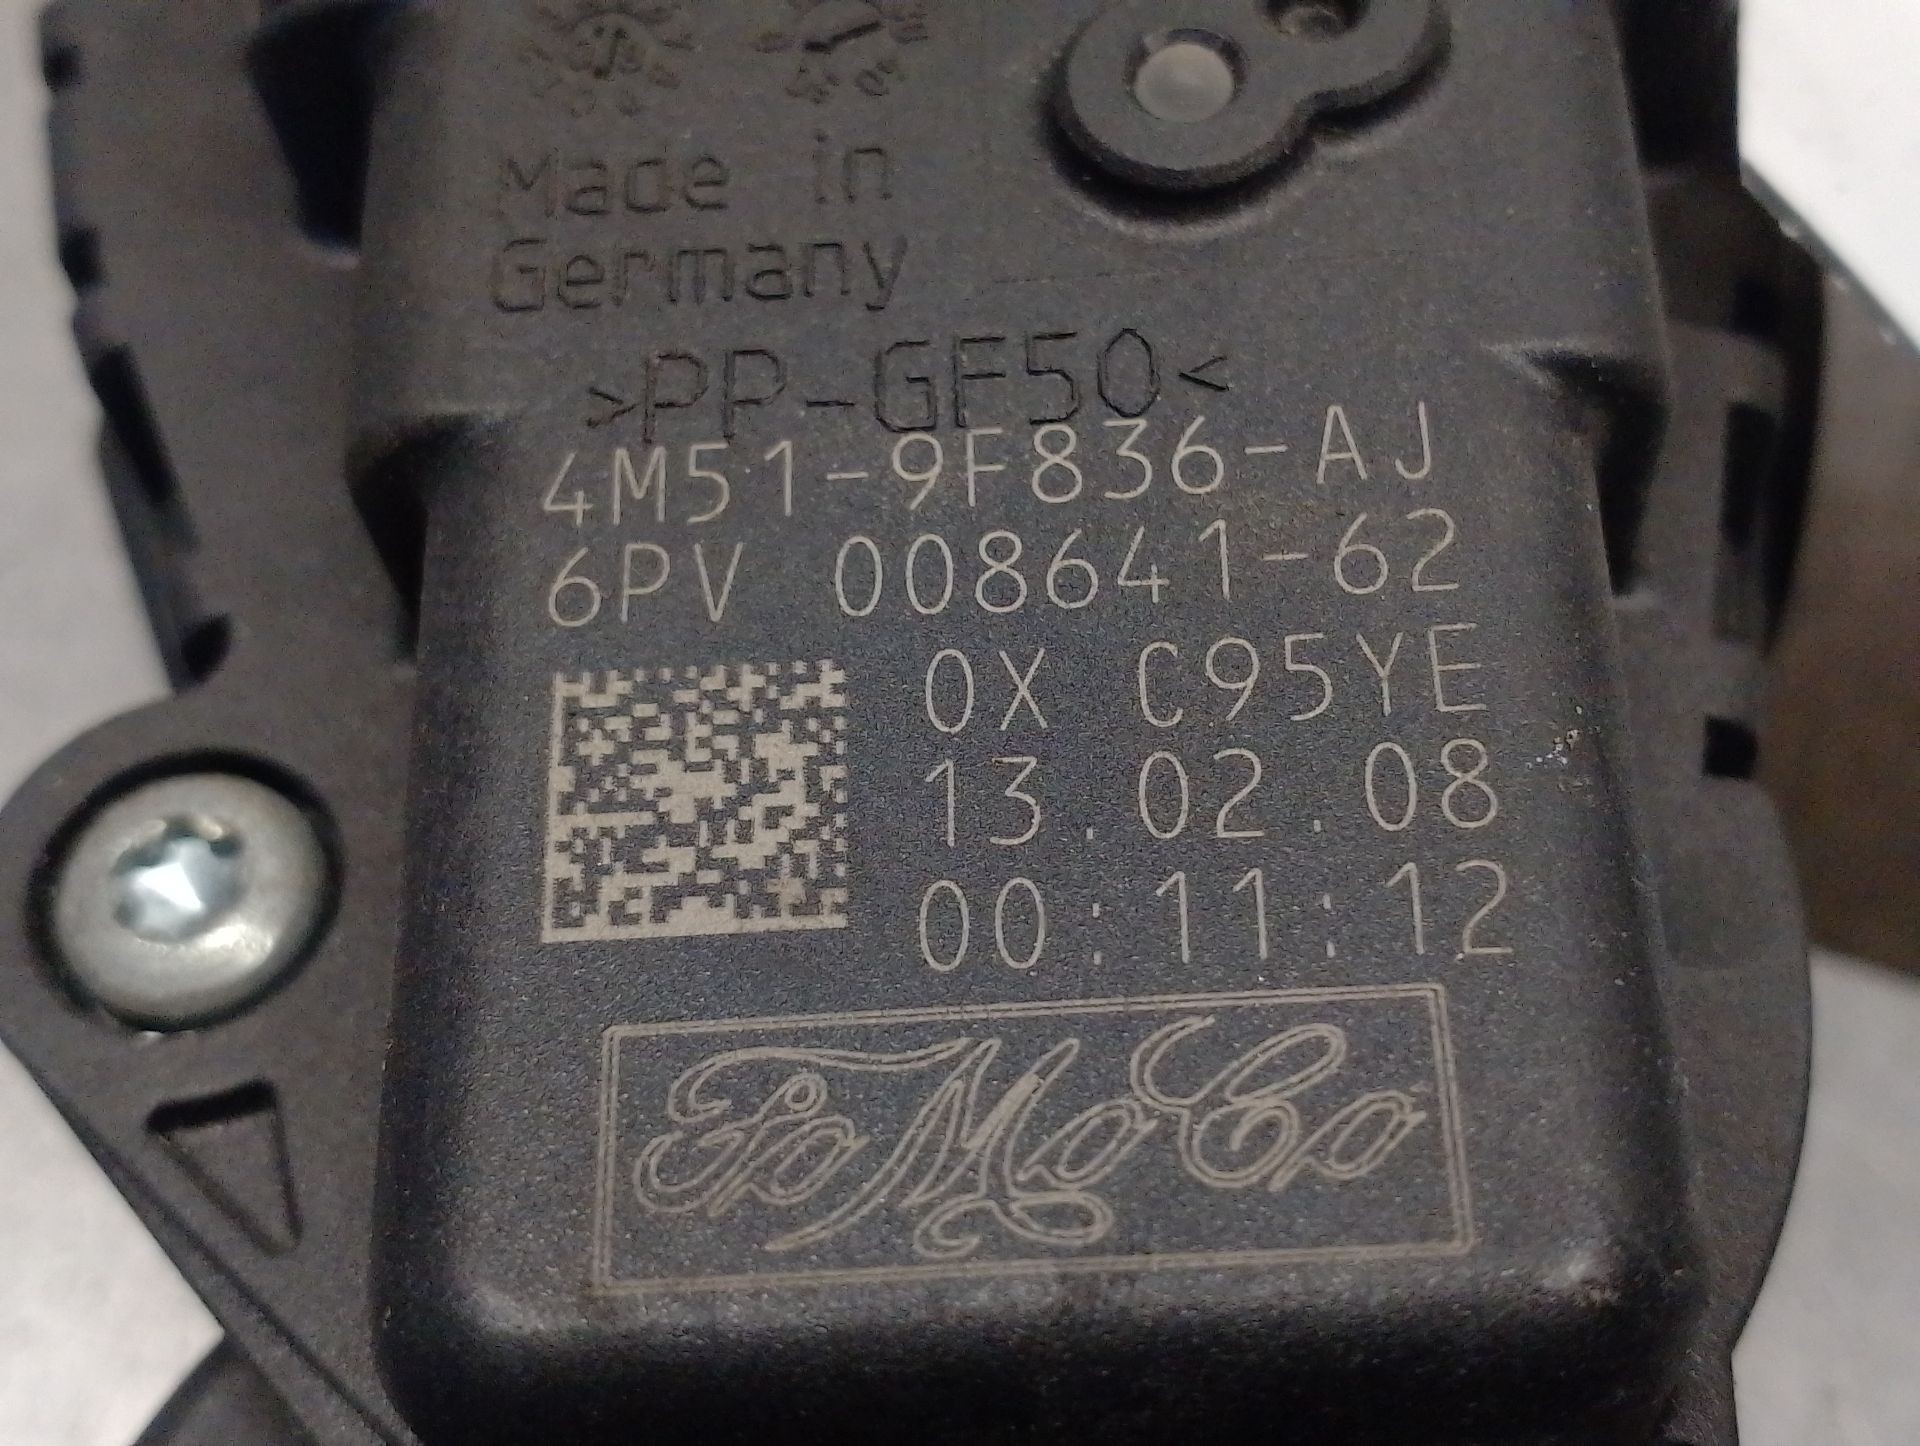 Made in
Germany
>PP-GF50<
4M51-9F836-AJ
6PV 008641-62
0X C95YE
13.02.08
00:11:12
FoMoCo